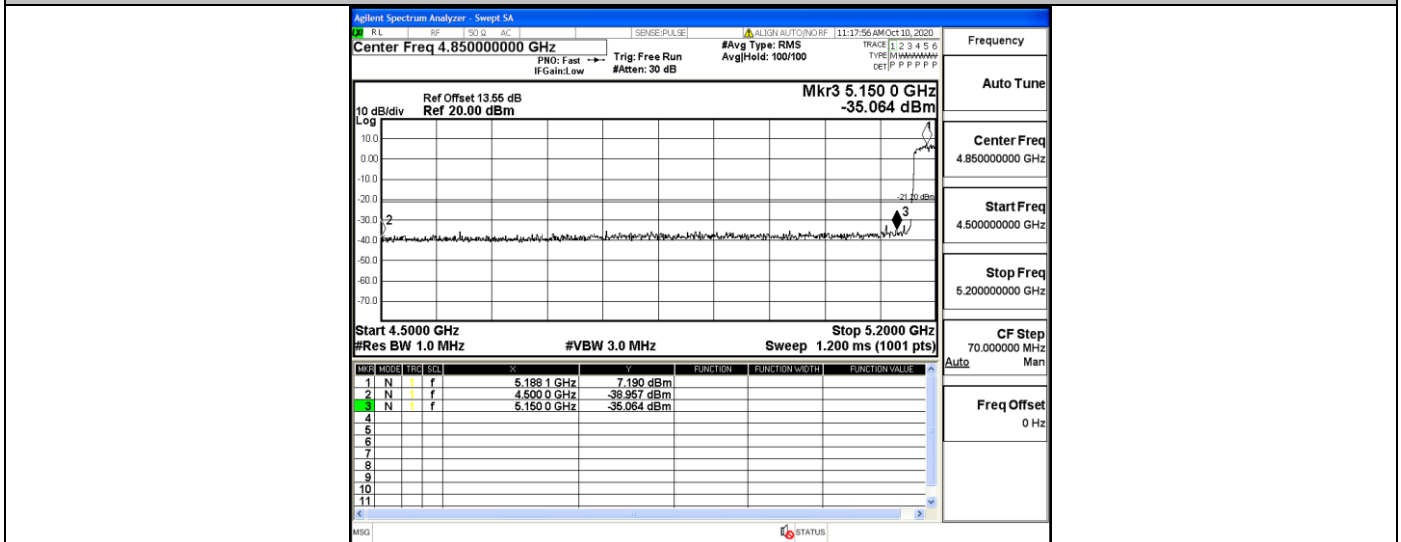 Agilent Spectrum Analyzer - Swept SA
RL RF 50 Ω AC SENSE:PULSE ALIGN AUTO/NO RF 11:17:56 AM Oct 10, 2020
Center Freq 4.850000000 GHz #Avg Type: RMS TRACE 1 2 3 4 5 6
PNO: Fast Trig: Free Run Avg|Hold: 100/100 TYPE M
IFGain:Low #Atten: 30 dB DET P P P P P P
Frequency
Mkr3 5.150 0 GHz
Ref Offset 13.55 dB
10 dB/div Ref 20.00 dBm -35.064 dBm
Log
10.0
0.00
-10.0
-20.0
-30.0
-40.0
-50.0
-60.0
-70.0
1
-21.20 dBm
2
3
Start 4.5000 GHz Stop 5.2000 GHz
#Res BW 1.0 MHz #VBW 3.0 MHz Sweep 1.200 ms (1001 pts)
MKR MODE TRC SCL X Y FUNCTION FUNCTION WIDTH FUNCTION VALUE
1 N 1 f 5.188 1 GHz 7.190 dBm
2 N 1 f 4.500 0 GHz -38.957 dBm
3 N 1 f 5.150 0 GHz -35.064 dBm
4
5
6
7
8
9
10
11
Auto Tune
Center Freq
4.850000000 GHz
Start Freq
4.500000000 GHz
Stop Freq
5.200000000 GHz
CF Step
70.000000 MHz
Auto Man
Freq Offset
0 Hz
MSG STATUS